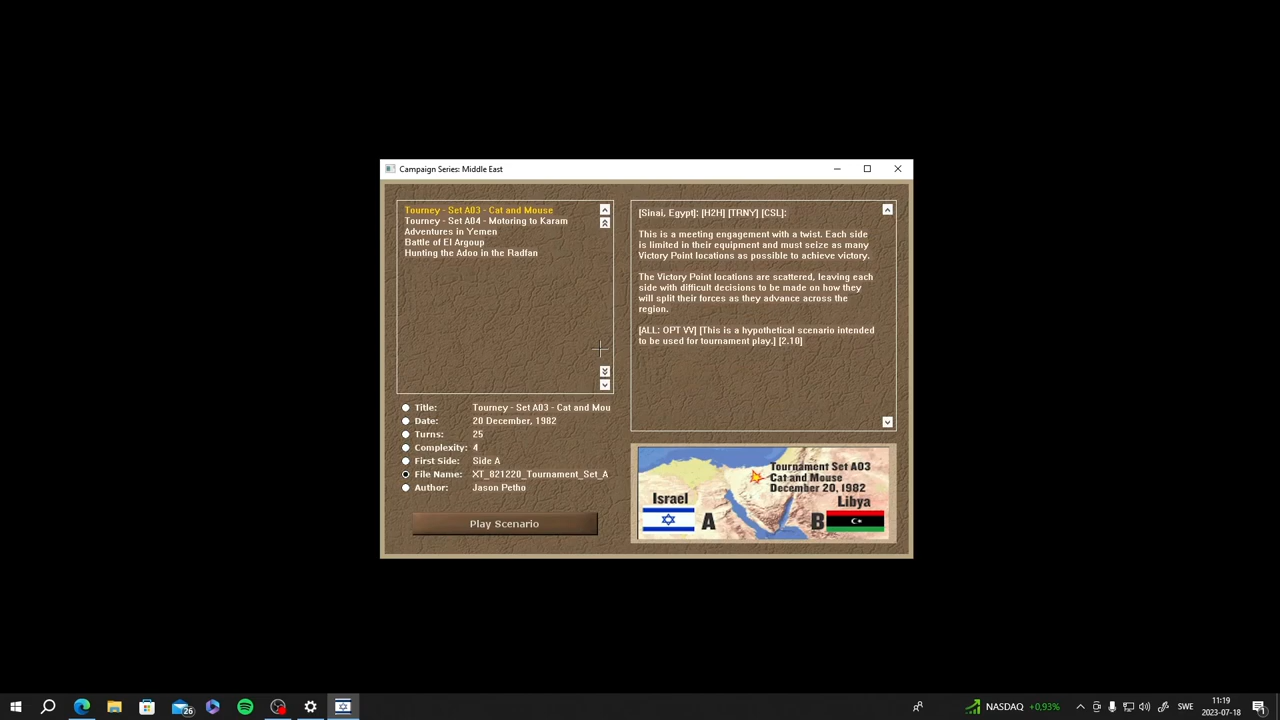 Campaign Series: Middle East
Tourney - Set A03 - Cat and Mouse
Tourney - Set A04 - Motoring to Karam
Adventures in Yemen
Battle of El Argoup
Hunting the Adoo in the Radfan
[Sinai, Egypt]: [H2H] [TRNY] [CSL]:
This is a meeting engagement with a twist. Each side
is limited in their equipment and must seize as many
Victory Point locations as possible to achieve victory.
The Victory Point locations are scattered, leaving each
side with difficult decisions to be made on how they
will split their forces as they advance across the
region.
[ALL: OPT VV] [This is a hypothetical scenario intended
to be used for tournament play.] [2.10]
Title: Tourney - Set A03 - Cat and Mou
Date: 20 December, 1982
Turns: 25
Complexity: 4
First Side: Side A
File Name: XT_821220_Tournament_Set_A
Author: Jason Petho
Play Scenario
Tournament Set A03
Cat and Mouse
December 20, 1982
Israel
A
Libya
B
26
NASDAQ +0,93%
SWE
11:19
2023-07-18
1